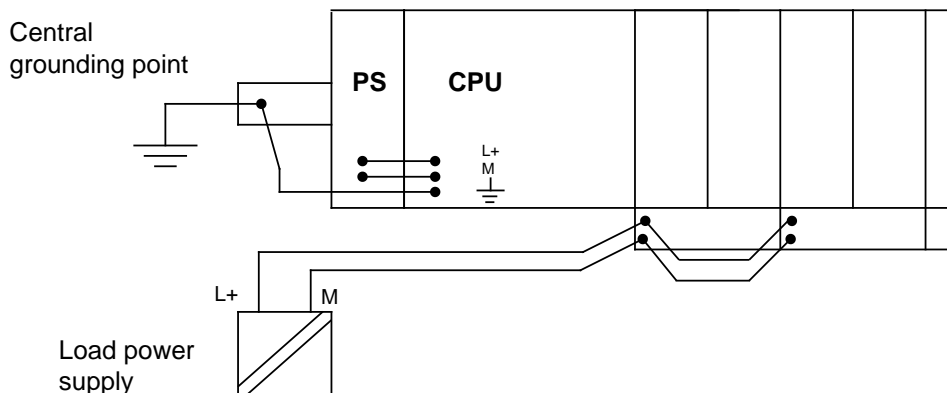 Central
grounding point
PS
CPU
L+
M
L+
M
Load power
supply